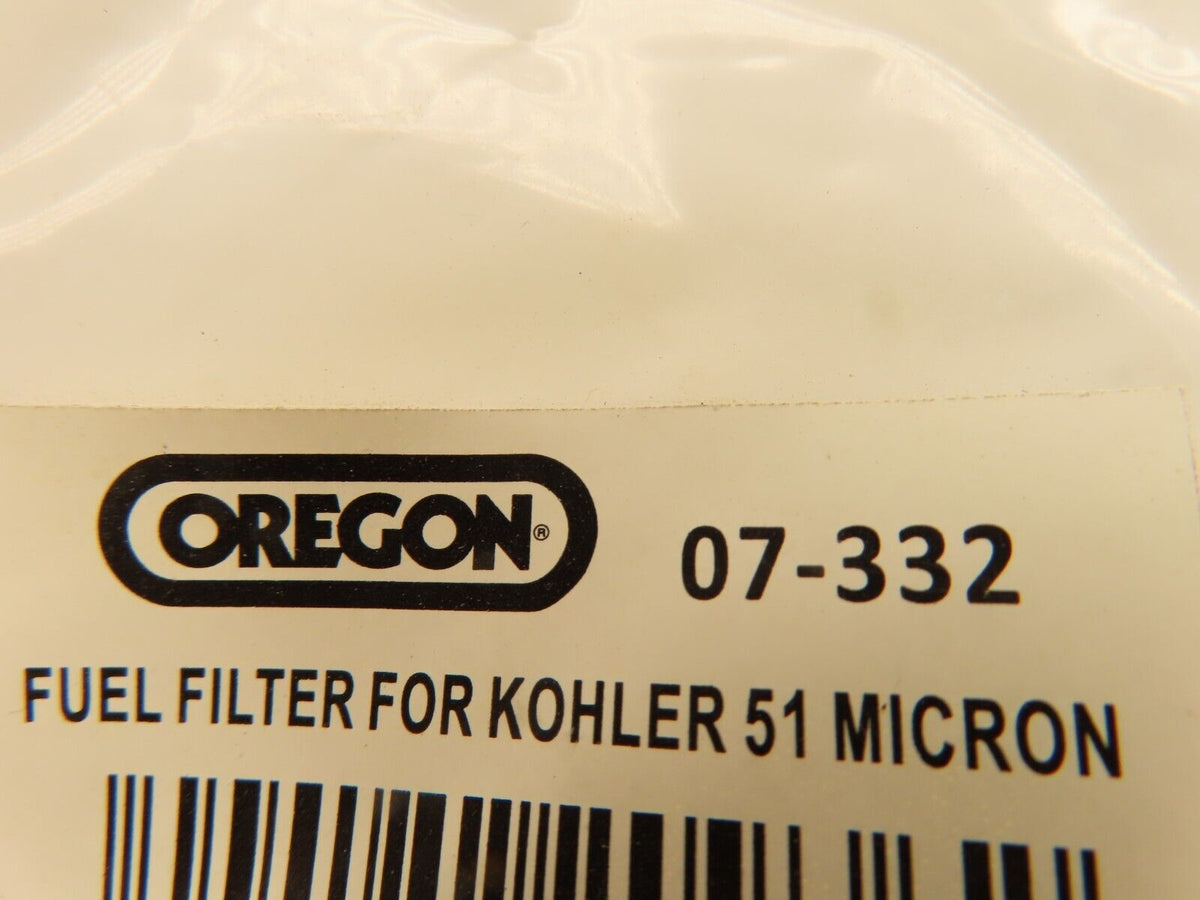 OREGON® 07-332
FUEL FILTER FOR KOHLER 51 MICRON